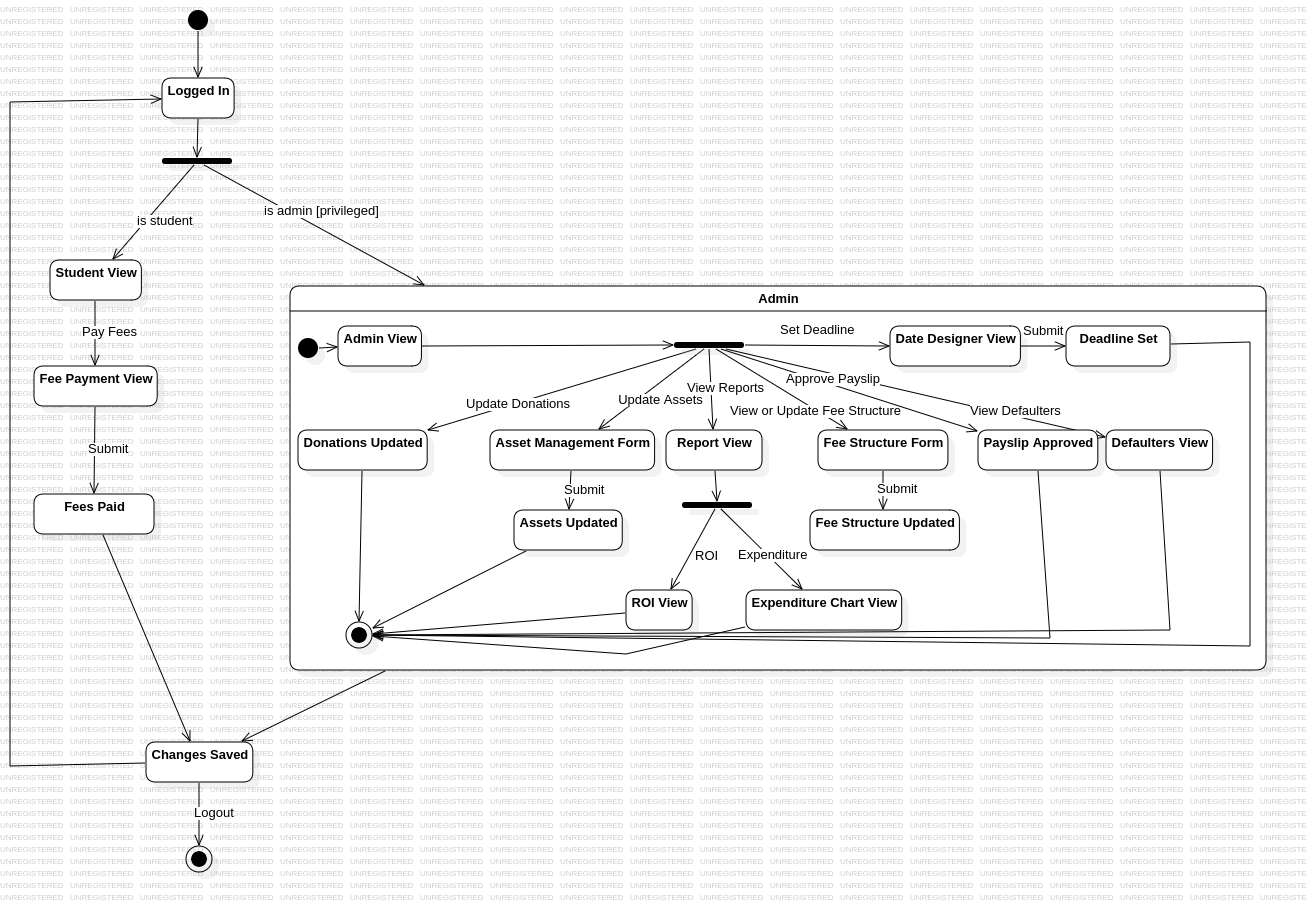 Logged In
is student
is admin [privileged]
Student View
Pay Fees
Fee Payment View
Submit
Fees Paid
Admin
Admin View
Set Deadline
Date Designer View
Submit
Deadline Set
Update Donations
Update Assets
View Reports
View or Update Fee Structure
Approve Payslip
View Defaulters
Donations Updated
Asset Management Form
Report View
Fee Structure Form
Payslip Approved
Defaulters View
Submit
Submit
Assets Updated
Fee Structure Updated
ROI
Expenditure
ROI View
Expenditure Chart View
Changes Saved
Logout
UNREGISTERED